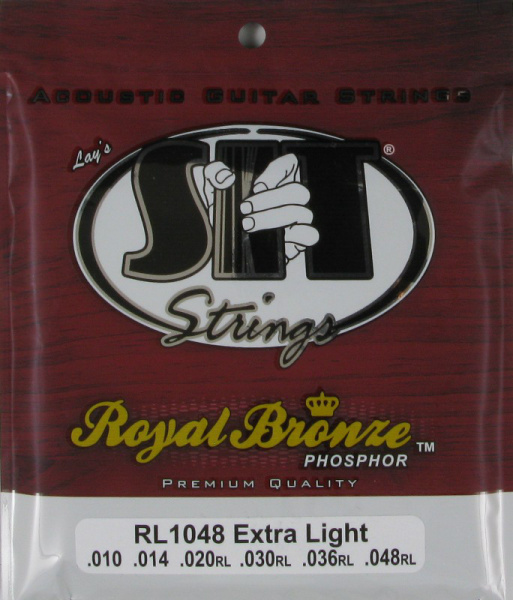 ACOUSTIC GUITAR STRINGS
Lay's
SIT ®
Strings
Royal Bronze ™
PHOSPHOR
PREMIUM QUALITY
RL1048 Extra Light
.010 .014 .020RL .030RL .036RL .048RL